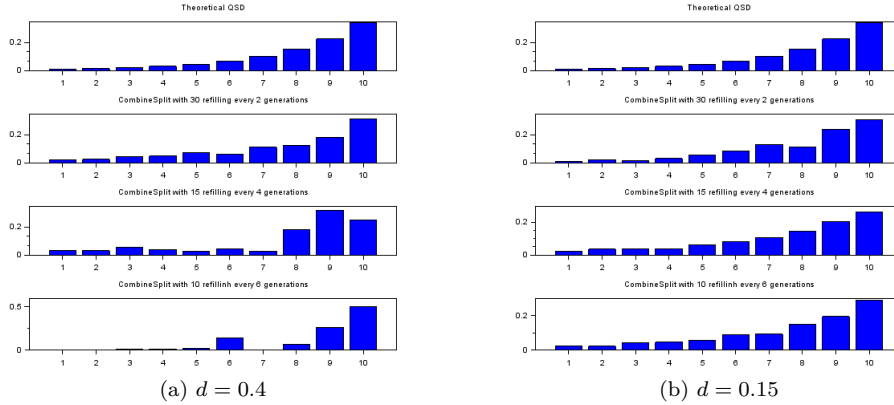 Theoretical QSD
0.2
0
1 2 3 4 5 6 7 8 9 10
CombineSplit with 30 refilling every 2 generations
0.2
0
1 2 3 4 5 6 7 8 9 10
CombineSplit with 15 refilling every 4 generations
0.2
0
1 2 3 4 5 6 7 8 9 10
CombineSplit with 10 refillinh every 6 generations
0.5
0
1 2 3 4 5 6 7 8 9 10
(a) d = 0.4
Theoretical QSD
0.2
0
1 2 3 4 5 6 7 8 9 10
CombineSplit with 30 refilling every 2 generations
0.2
0
1 2 3 4 5 6 7 8 9 10
CombineSplit with 15 refilling every 4 generations
0.2
0
1 2 3 4 5 6 7 8 9 10
CombineSplit with 10 refillinh every 6 generations
0.2
0
1 2 3 4 5 6 7 8 9 10
(b) d = 0.15